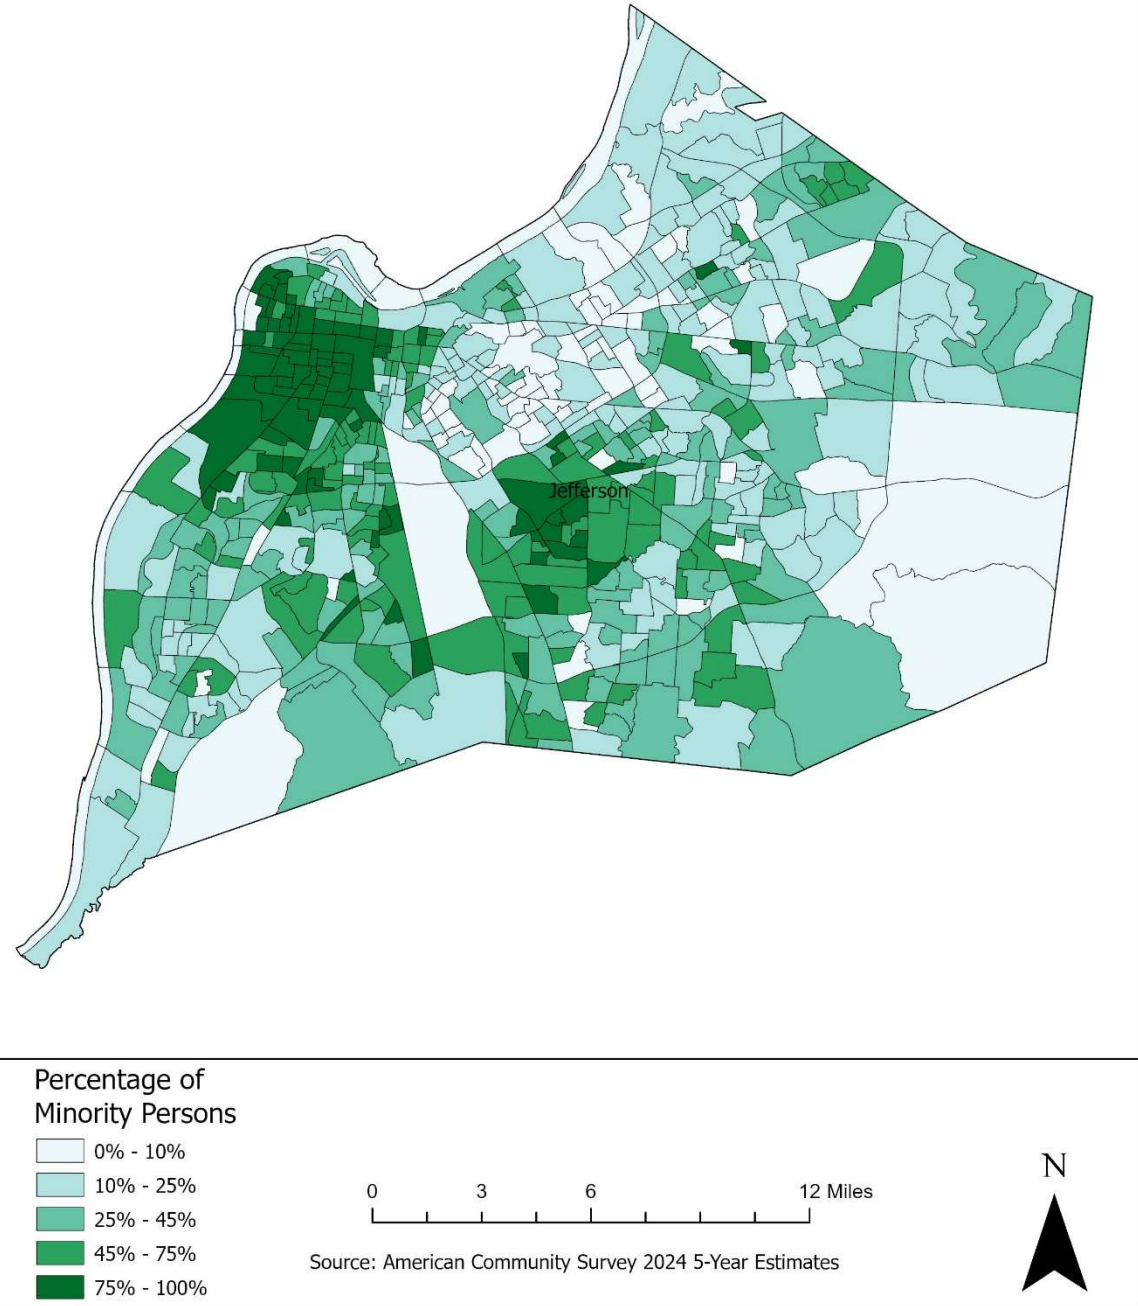 Jefferson
Percentage of
Minority Persons
0% - 10%
10% - 25%
25% - 45%
45% - 75%
75% - 100%
0 3 6 12 Miles
Source: American Community Survey 2024 5-Year Estimates
N